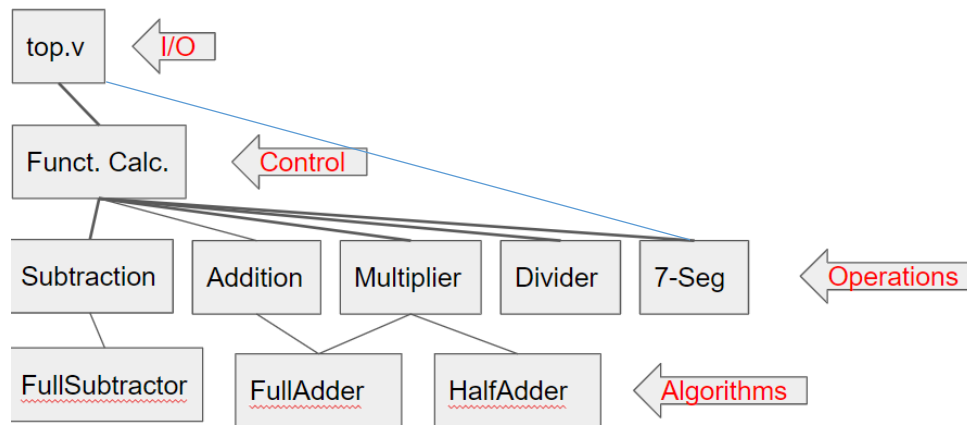 top.v
I/O
Funct. Calc.
Control
Subtraction
Addition
Multiplier
Divider
7-Seg
Operations
FullSubtractor
FullAdder
HalfAdder
Algorithms